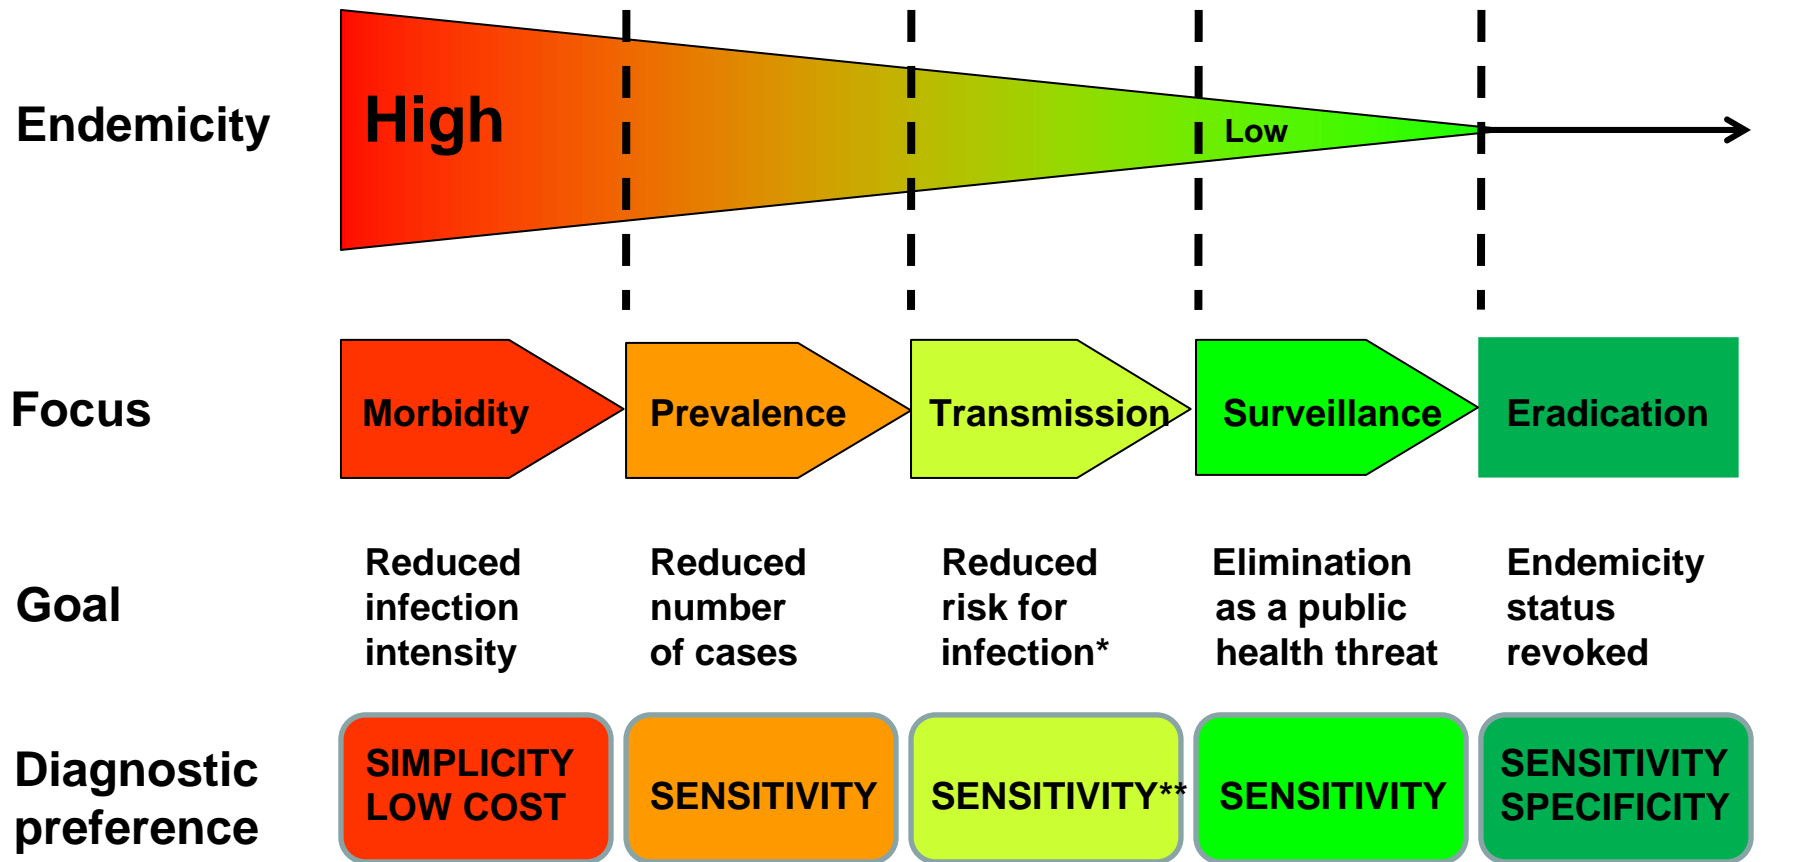 Endemicity
High
Low
Focus
Morbidity
Prevalence
Transmission
Surveillance
Eradication
Goal
Reduced
infection
intensity
Reduced
number
of cases
Reduced
risk for
infection*
Elimination
as a public
health threat
Endemicity
status
revoked
Diagnostic
preference
SIMPLICITY
LOW COST
SENSITIVITY
SENSITIVITY**
SENSITIVITY
SENSITIVITY
SPECIFICITY